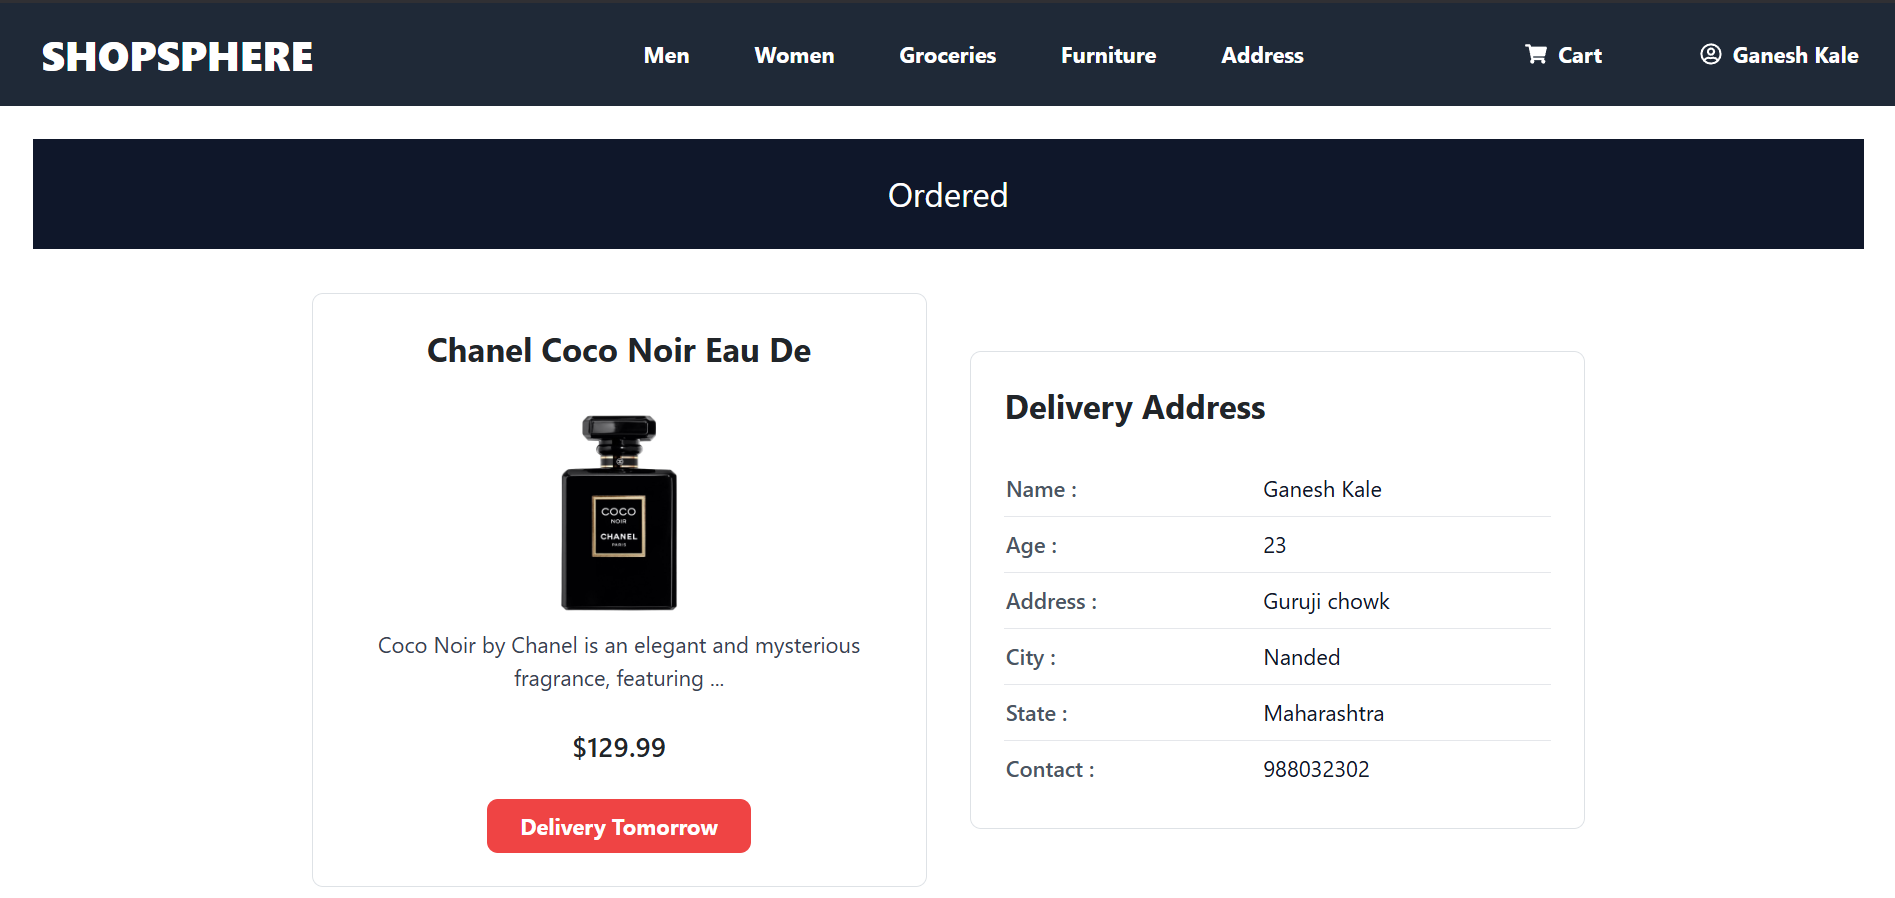 SHOPSPHERE
Men Women Groceries Furniture Address Cart Ganesh Kale
Ordered
Chanel Coco Noir Eau De
COCO
NOIR
CHANEL
PARIS
Coco Noir by Chanel is an elegant and mysterious
fragrance, featuring ...
$129.99
Delivery Tomorrow
Delivery Address
Name : Ganesh Kale
Age : 23
Address : Guruji chowk
City : Nanded
State : Maharashtra
Contact : 988032302